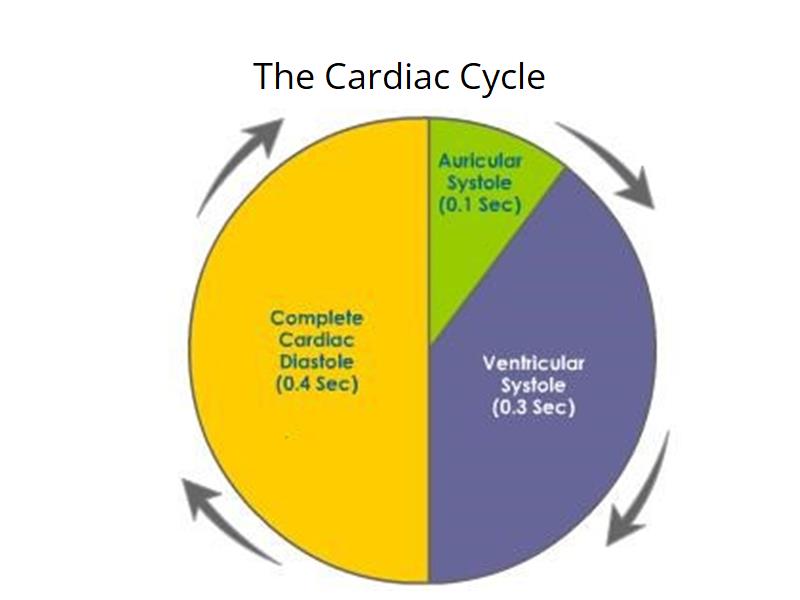 The Cardiac Cycle
Auricular
Systole
(0.1 Sec)
Complete
Cardiac
Diastole
(0.4 Sec)
Ventricular
Systole
(0.3 Sec)